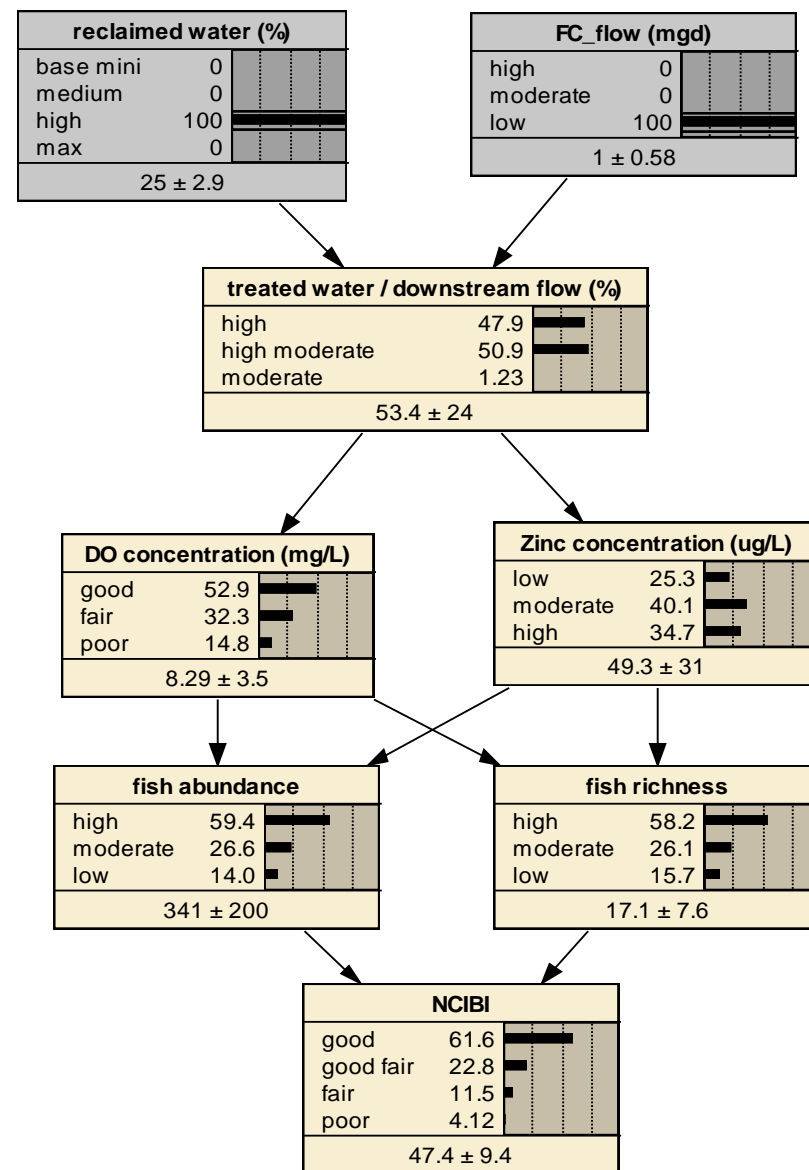 reclaimed water (%)
base mini 0
medium 0
high 100
max 0
25 ± 2.9
FC_flow (mgd)
high 0
moderate 0
low 100
1 ± 0.58
treated water / downstream flow (%)
high 47.9
high moderate 50.9
moderate 1.23
53.4 ± 24
DO concentration (mg/L)
good 52.9
fair 32.3
poor 14.8
8.29 ± 3.5
Zinc concentration (ug/L)
low 25.3
moderate 40.1
high 34.7
49.3 ± 31
fish abundance
high 59.4
moderate 26.6
low 14.0
341 ± 200
fish richness
high 58.2
moderate 26.1
low 15.7
17.1 ± 7.6
NCIBI
good 61.6
good fair 22.8
fair 11.5
poor 4.12
47.4 ± 9.4